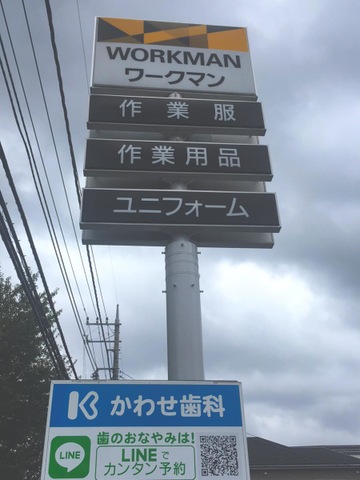 WORKMAN
ワークマン
作業服
作業用品
ユニフォーム
かわせ歯科
歯のおなやみは!
LINE
LINEで
カンタン予約